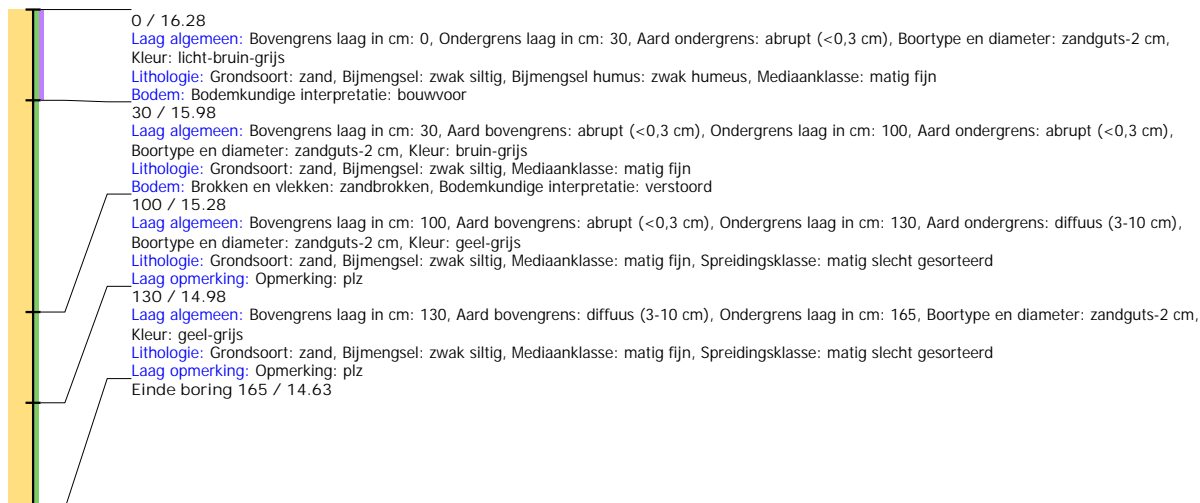 0 / 16.28
Laag algemeen: Bovengrens laag in cm: 0, Ondergrens laag in cm: 30, Aard ondergrens: abrupt (<0,3 cm), Boortype en diameter: zandguts-2 cm,
Kleur: licht-bruin-grijs
Lithologie: Grondsoort: zand, Bijmengsel: zwak siltig, Bijmengsel humus: zwak humeus, Mediaanklasse: matig fijn
Bodem: Bodemkundige interpretatie: bouwvoor
30 / 15.98
Laag algemeen: Bovengrens laag in cm: 30, Aard bovengrens: abrupt (<0,3 cm), Ondergrens laag in cm: 100, Aard ondergrens: abrupt (<0,3 cm),
Boortype en diameter: zandguts-2 cm, Kleur: bruin-grijs
Lithologie: Grondsoort: zand, Bijmengsel: zwak siltig, Mediaanklasse: matig fijn
Bodem: Brokken en vlekken: zandbrokken, Bodemkundige interpretatie: verstoord
100 / 15.28
Laag algemeen: Bovengrens laag in cm: 100, Aard bovengrens: abrupt (<0,3 cm), Ondergrens laag in cm: 130, Aard ondergrens: diffuus (3-10 cm),
Boortype en diameter: zandguts-2 cm, Kleur: geel-grijs
Lithologie: Grondsoort: zand, Bijmengsel: zwak siltig, Mediaanklasse: matig fijn, Spreidingsklasse: matig slecht gesorteerd
Laag opmerking: Opmerking: plz
130 / 14.98
Laag algemeen: Bovengrens laag in cm: 130, Aard bovengrens: diffuus (3-10 cm), Ondergrens laag in cm: 165, Boortype en diameter: zandguts-2 cm,
Kleur: geel-grijs
Lithologie: Grondsoort: zand, Bijmengsel: zwak siltig, Mediaanklasse: matig fijn, Spreidingsklasse: matig slecht gesorteerd
Laag opmerking: Opmerking: plz
Einde boring 165 / 14.63